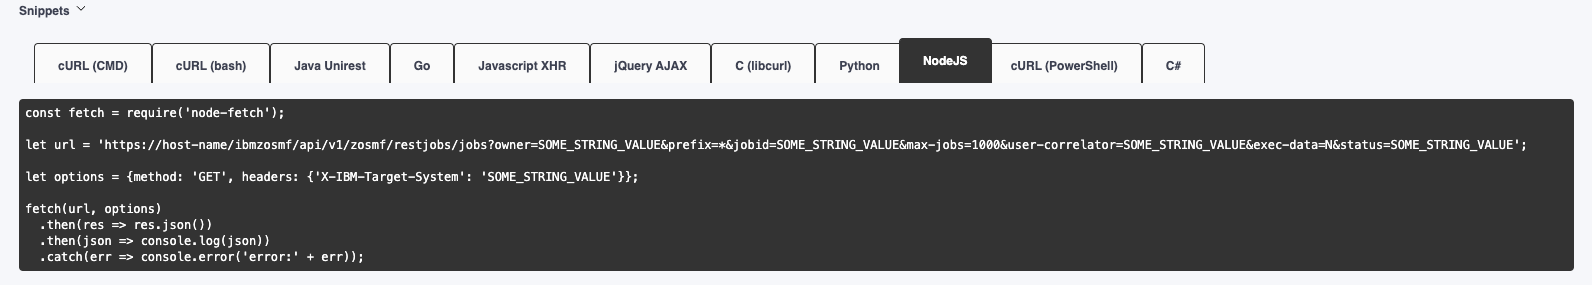 Snippets
cURL (CMD) cURL (bash) Java Unirest Go Javascript XHR jQuery AJAX C (libcurl) Python NodeJS cURL (PowerShell) C#
const fetch = require('node-fetch');
let url = 'https://host-name/ibmzosmf/api/v1/zosmf/restjobs/jobs?owner=SOME_STRING_VALUE&prefix=*&jobid=SOME_STRING_VALUE&max-jobs=1000&user-correlator=SOME_STRING_VALUE&exec-data=N&status=SOME_STRING_VALUE';
let options = {method: 'GET', headers: {'X-IBM-Target-System': 'SOME_STRING_VALUE'}};
fetch(url, options)
  .then(res => res.json())
  .then(json => console.log(json))
  .catch(err => console.error('error:' + err));